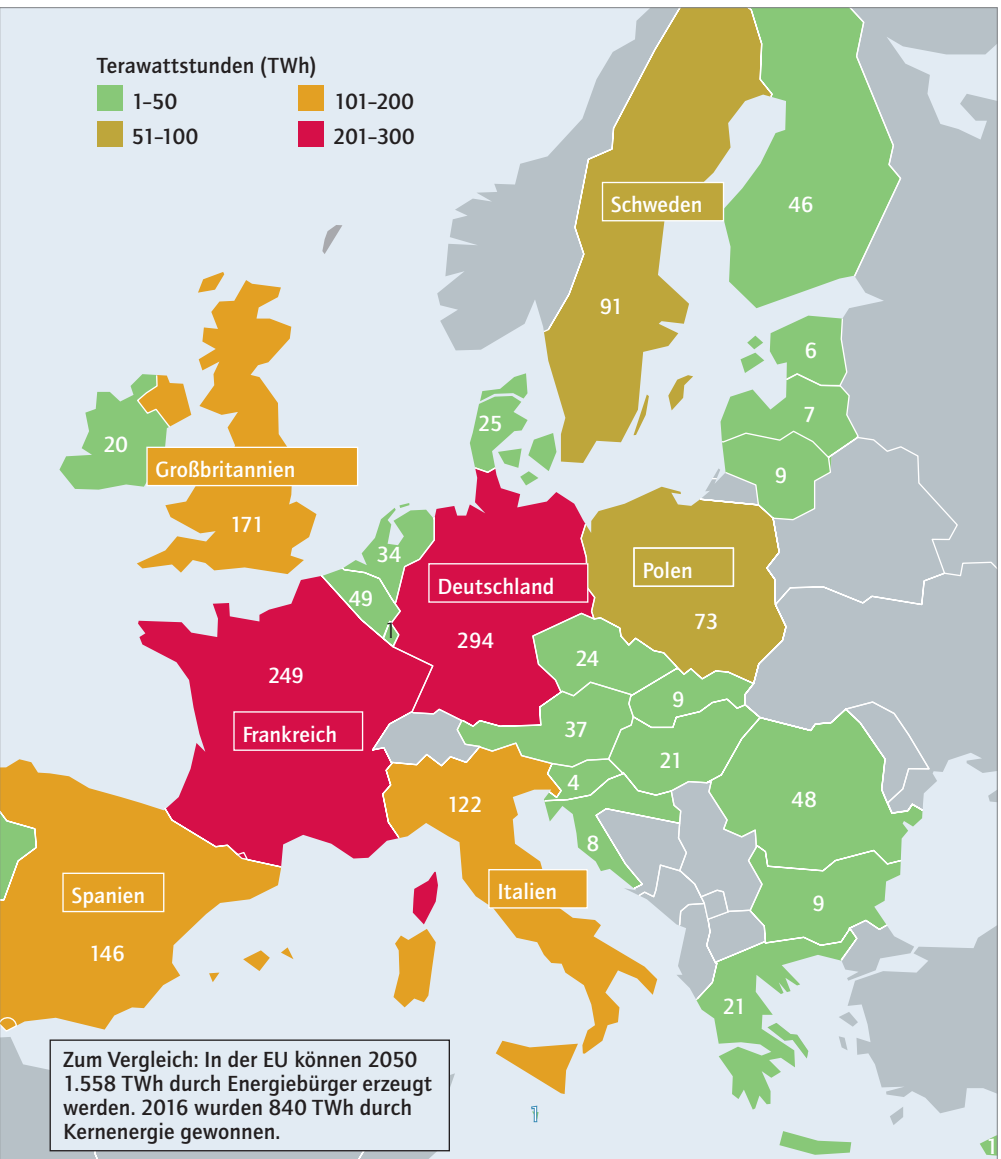 Terawattstunden (TWh)
1–50
101–200
51–100
201–300
Schweden
46
91
6
7
25
20
9
Großbritannien
171
34
Deutschland
Polen
49
1
294
73
24
249
9
Frankreich
37
21
4
122
48
8
Spanien
Italien
9
146
21
Zum Vergleich: In der EU können 2050
1.558 TWh durch Energiebürger erzeugt
werden. 2016 wurden 840 TWh durch
Kernenergie gewonnen.
1
1